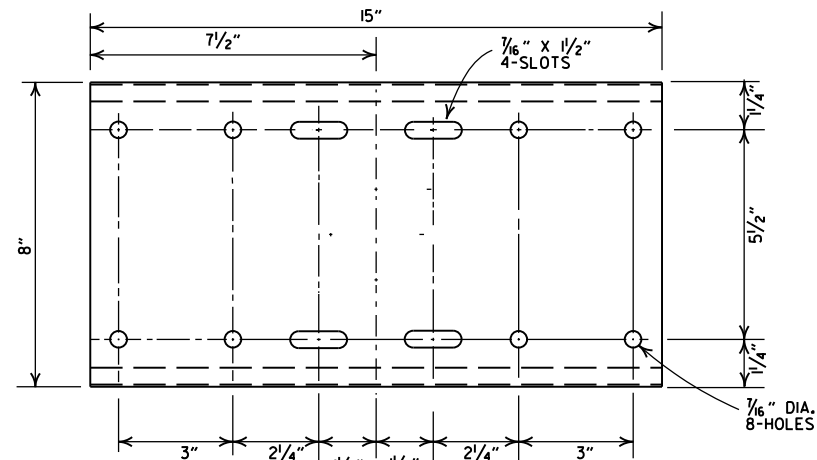 15"
7½"
7/16" X 1½"
4-SLOTS
1¼"
8"
5½"
1¼"
7/16" DIA.
8-HOLES
3"
2¼"
2¼"
3"